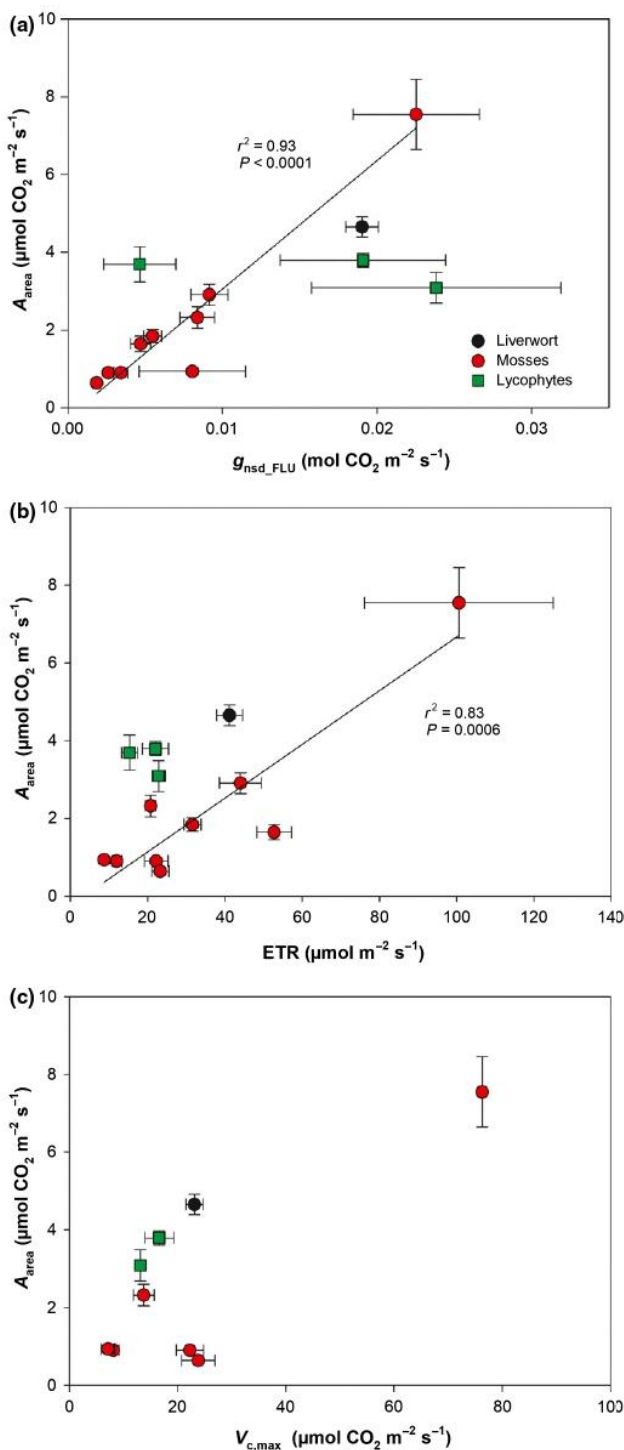 (a)
10
8
6
4
2
0
A_area (µmol CO₂ m⁻² s⁻¹)
r² = 0.93
P < 0.0001
Liverwort
Mosses
Lycophytes
0.00 0.01 0.02 0.03
g_nsd_FLU (mol CO₂ m⁻² s⁻¹)
(b)
10
8
6
4
2
0
A_area (µmol CO₂ m⁻² s⁻¹)
r² = 0.83
P = 0.0006
0 20 40 60 80 100 120 140
ETR (µmol m⁻² s⁻¹)
(c)
10
8
6
4
2
0
A_area (µmol CO₂ m⁻² s⁻¹)
0 20 40 60 80 100
V_c,max (µmol CO₂ m⁻² s⁻¹)